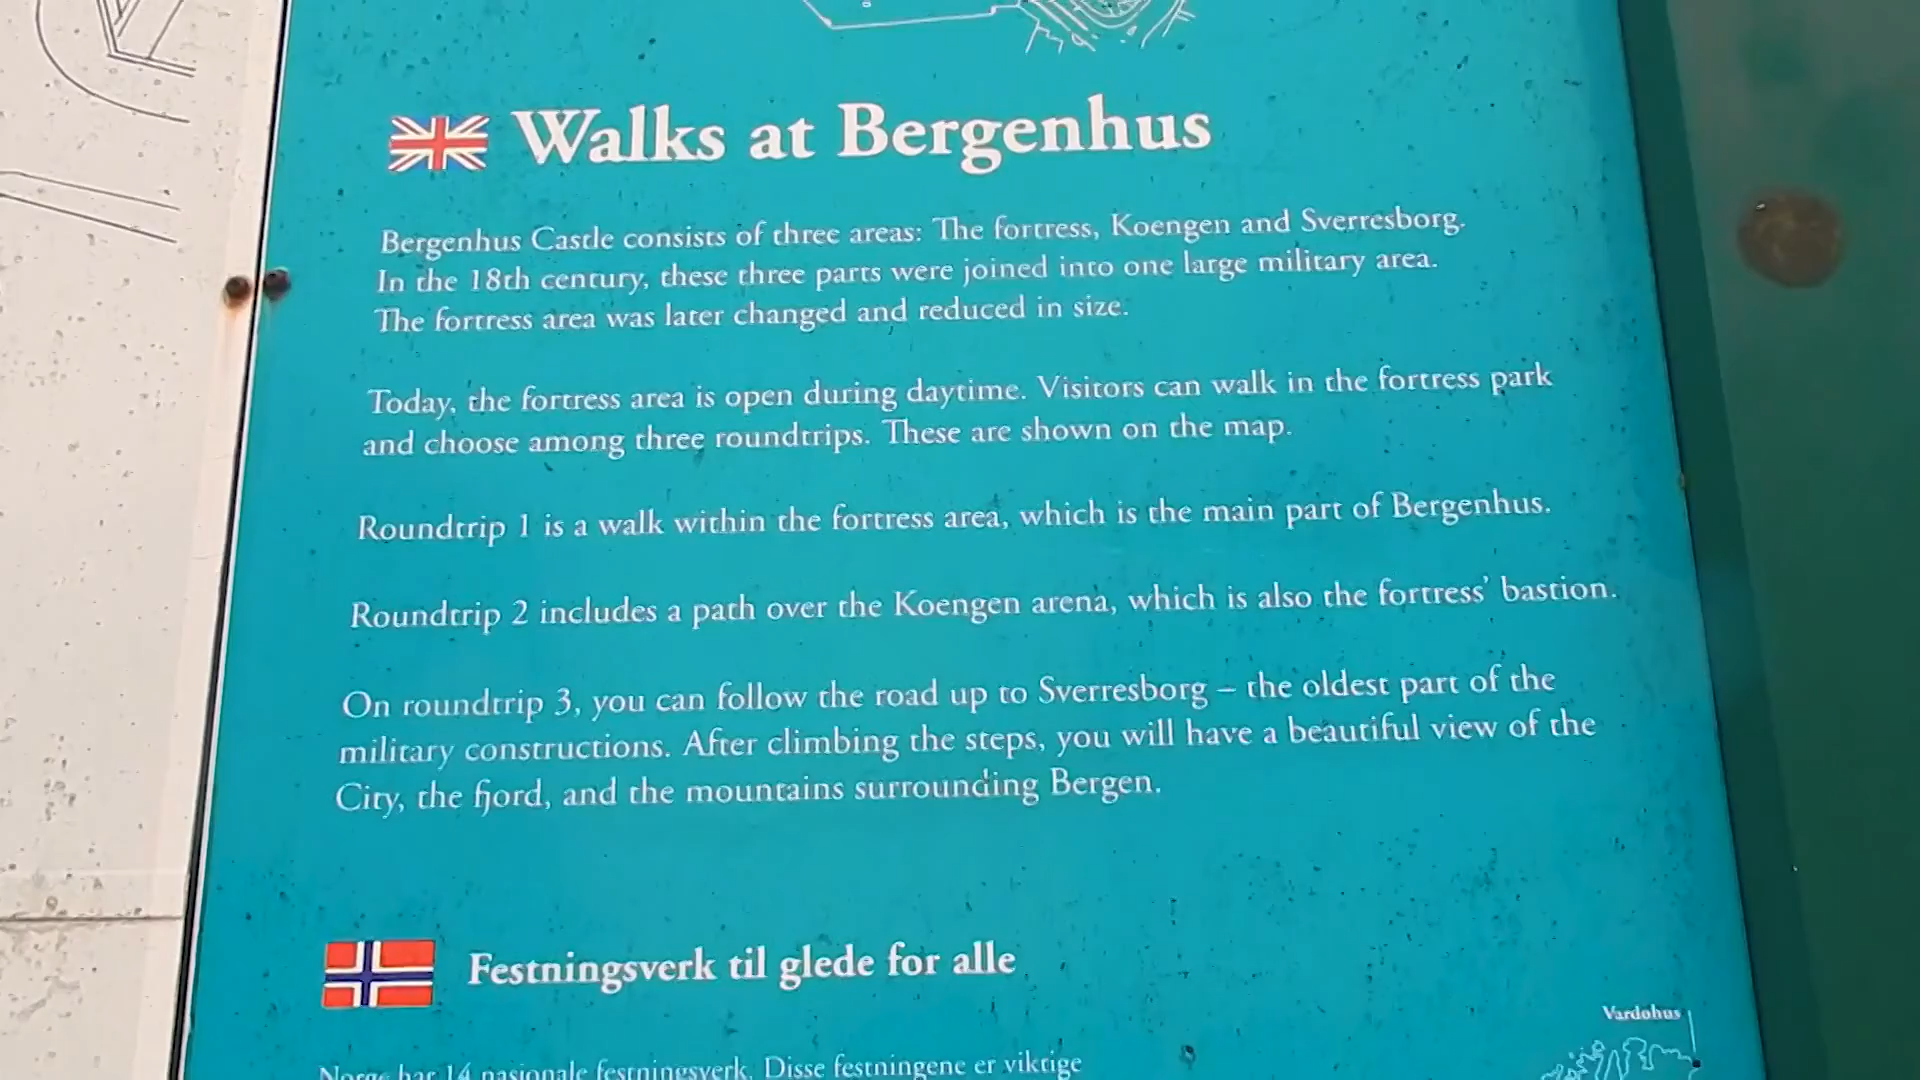 Walks at Bergenhus
Bergenhus Castle consists of three areas: The fortress, Koengen and Sverresborg.
In the 18th century, these three parts were joined into one large military area.
The fortress area was later changed and reduced in size.
Today, the fortress area is open during daytime. Visitors can walk in the fortress park
and choose among three roundtrips. These are shown on the map.
Roundtrip 1 is a walk within the fortress area, which is the main part of Bergenhus.
Roundtrip 2 includes a path over the Koengen arena, which is also the fortress’ bastion.
On roundtrip 3, you can follow the road up to Sverresborg – the oldest part of the
military constructions. After climbing the steps, you will have a beautiful view of the
City, the fjord, and the mountains surrounding Bergen.
Festningsverk til glede for alle
Vardøhus
Norge har 14 nasjonale festningsverk. Disse festningene er viktige